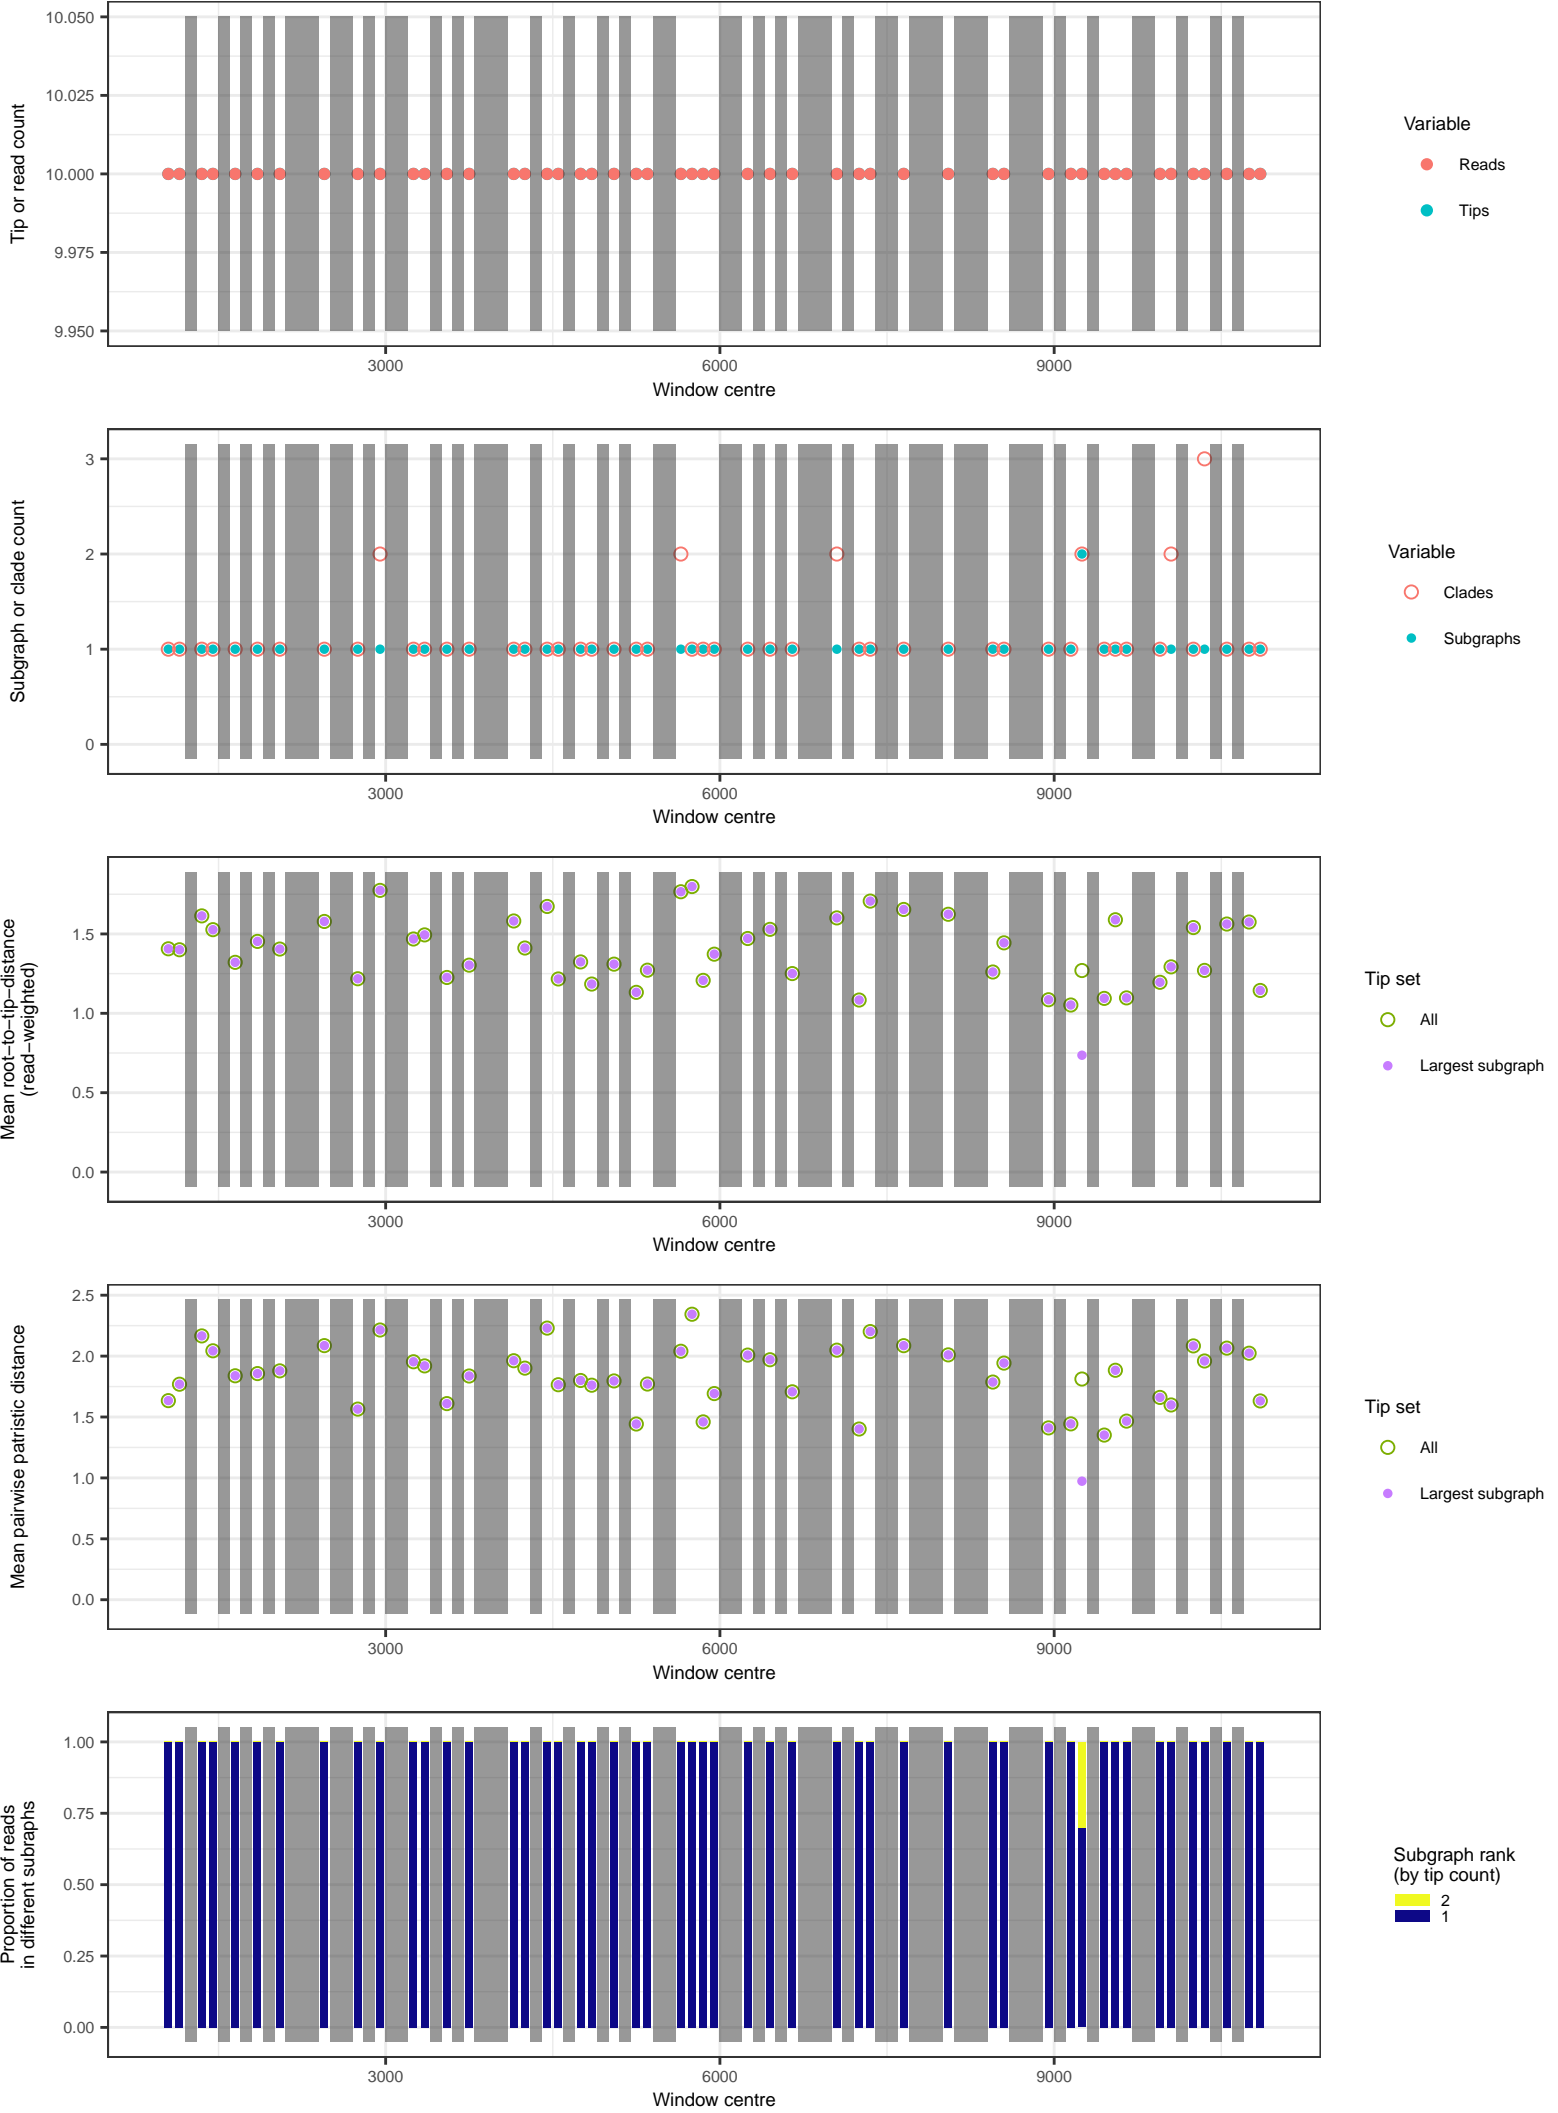 10.050
10.025
10.000
9.975
9.950
Tip or read count
3000
6000
9000
Window centre
Variable
Reads
Tips
3
2
1
0
Subgraph or clade count
3000
6000
9000
Window centre
Variable
Clades
Subgraphs
1.5
1.0
0.5
0.0
Mean root−to−tip−distance
(read−weighted)
3000
6000
9000
Window centre
Tip set
All
Largest subgraph
2.5
2.0
1.5
1.0
0.5
0.0
Mean pairwise patristic distance
3000
6000
9000
Window centre
Tip set
All
Largest subgraph
1.00
0.75
0.50
0.25
0.00
Proportion of reads
in different subraphs
3000
6000
9000
Window centre
Subgraph rank
(by tip count)
2
1